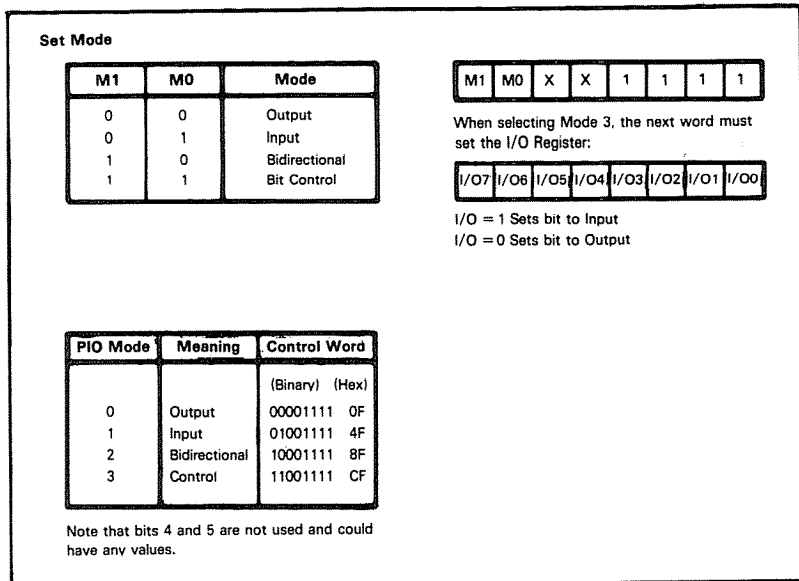 Set Mode
M1 M0 Mode
0 0 Output
0 1 Input
1 0 Bidirectional
1 1 Bit Control
M1 M0 X X 1 1 1 1
When selecting Mode 3, the next word must
set the I/O Register:
I/O7 I/O6 I/O5 I/O4 I/O3 I/O2 I/O1 I/O0
I/O = 1 Sets bit to Input
I/O = 0 Sets bit to Output
PIO Mode Meaning Control Word
(Binary) (Hex)
0 Output 00001111 0F
1 Input 01001111 4F
2 Bidirectional 10001111 8F
3 Control 11001111 CF
Note that bits 4 and 5 are not used and could
have any values.